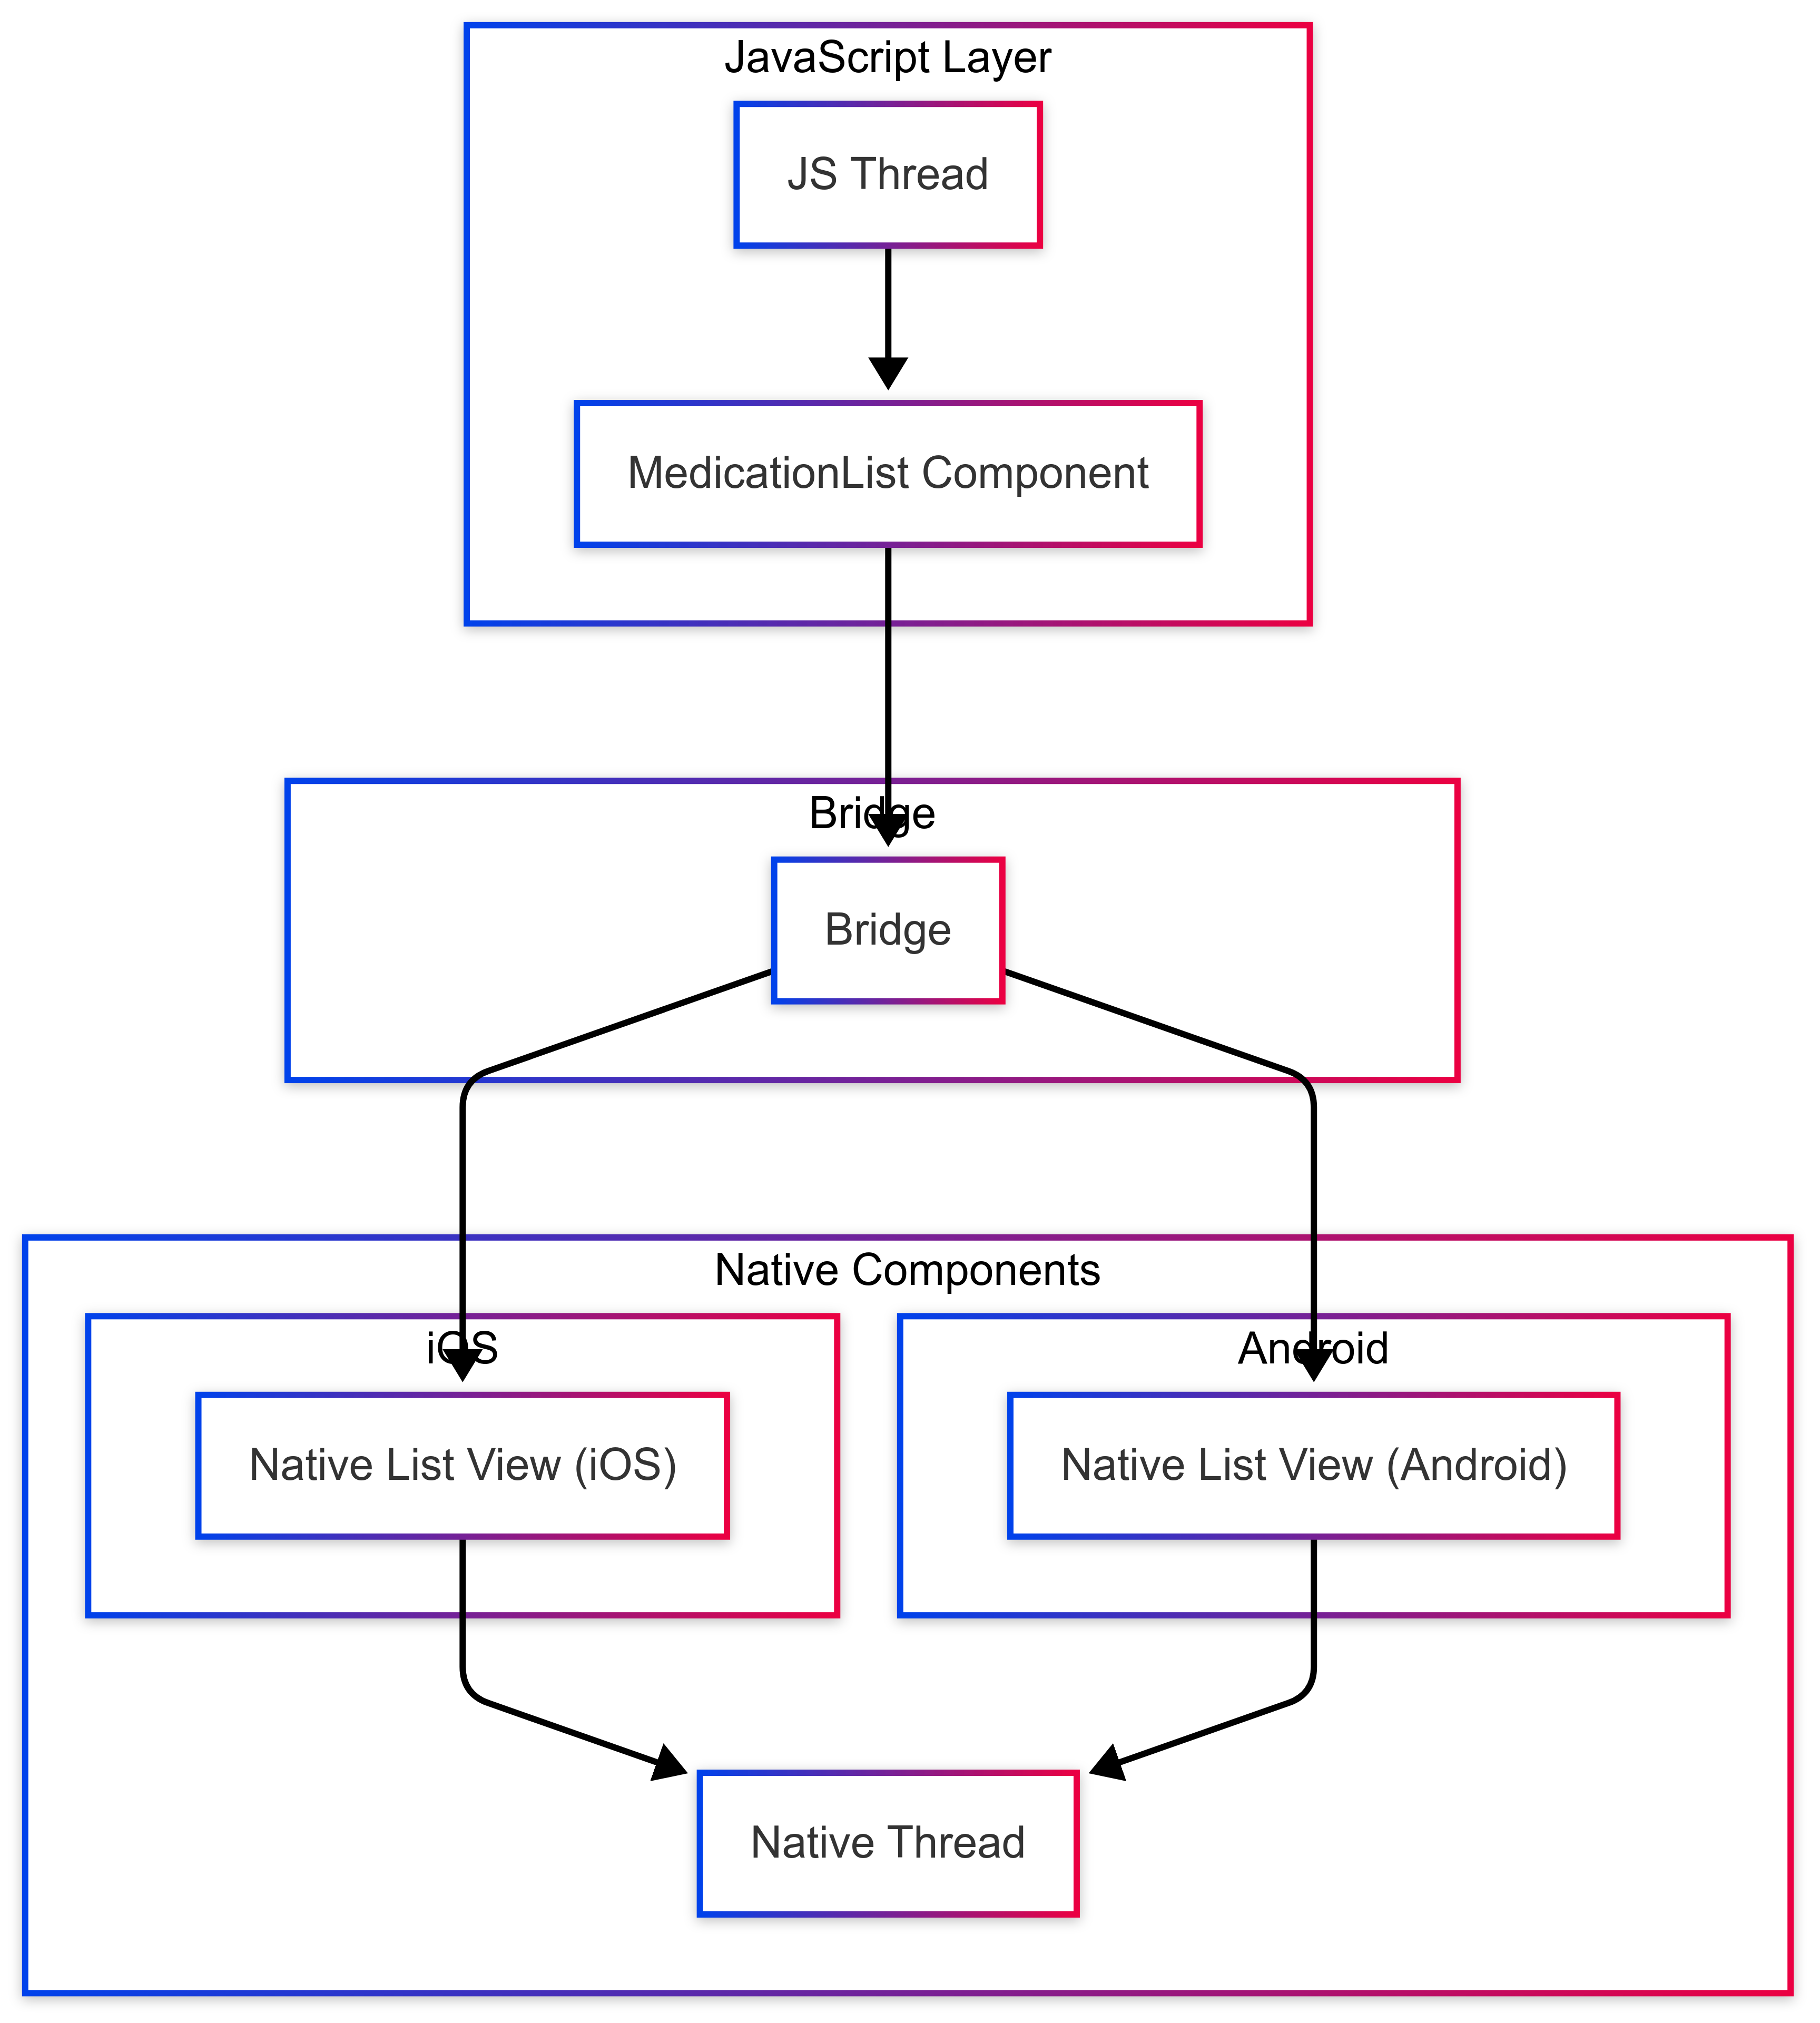 JavaScript Layer
JS Thread
MedicationList Component
Bridge
Bridge
Native Components
iOS
Android
Native List View (iOS)
Native List View (Android)
Native Thread